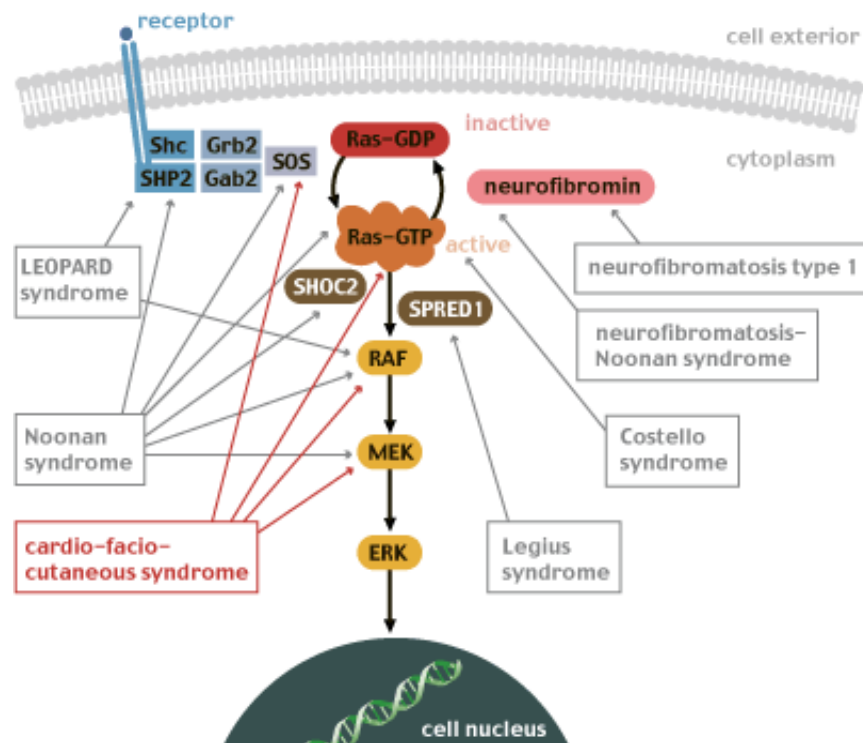 receptor
cell exterior
Shc
Grb2
SOS
SHP2
Gab2
Ras-GDP
inactive
cytoplasm
neurofibromin
Ras-GTP
active
LEOPARD
syndrome
SHOC2
SPRED1
neurofibromatosis type 1
neurofibromatosis-
Noonan syndrome
RAF
Noonan
syndrome
MEK
Costello
syndrome
cardio-facio-
cutaneous syndrome
ERK
Legius
syndrome
cell nucleus